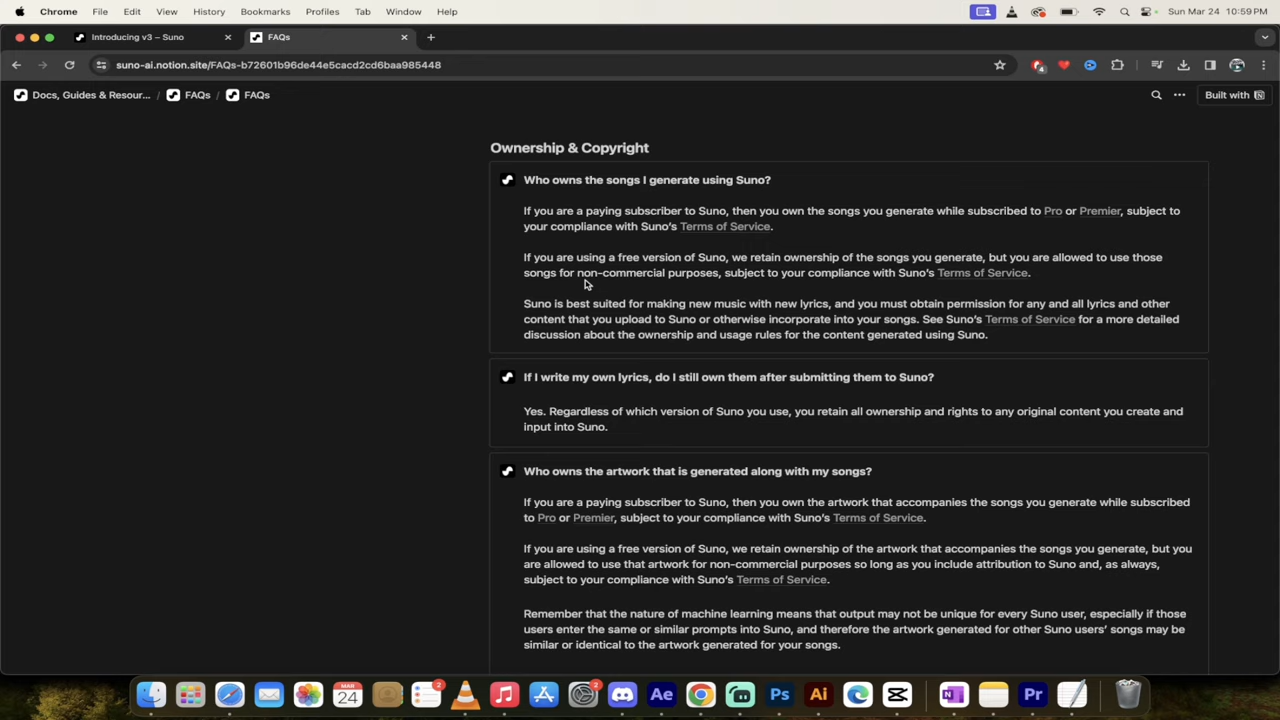 Chrome File Edit View History Bookmarks Profiles Tab Window Help Sun Mar 24 10:59 PM
Introducing v3 – Suno FAQs
suno-ai.notion.site/FAQs-b72601b96de44e5cacd2cd6baa985448
Docs, Guides & Resour... / FAQs / FAQs Built with
Ownership & Copyright
Who owns the songs I generate using Suno?
If you are a paying subscriber to Suno, then you own the songs you generate while subscribed to Pro or Premier, subject to
your compliance with Suno's Terms of Service.
If you are using a free version of Suno, we retain ownership of the songs you generate, but you are allowed to use those
songs for non-commercial purposes, subject to your compliance with Suno's Terms of Service.
Suno is best suited for making new music with new lyrics, and you must obtain permission for any and all lyrics and other
content that you upload to Suno or otherwise incorporate into your songs. See Suno's Terms of Service for a more detailed
discussion about the ownership and usage rules for the content generated using Suno.
If I write my own lyrics, do I still own them after submitting them to Suno?
Yes. Regardless of which version of Suno you use, you retain all ownership and rights to any original content you create and
input into Suno.
Who owns the artwork that is generated along with my songs?
If you are a paying subscriber to Suno, then you own the artwork that accompanies the songs you generate while subscribed
to Pro or Premier, subject to your compliance with Suno's Terms of Service.
If you are using a free version of Suno, we retain ownership of the artwork that accompanies the songs you generate, but you
are allowed to use that artwork for non-commercial purposes so long as you include attribution to Suno and, as always,
subject to your compliance with Suno's Terms of Service.
Remember that the nature of machine learning means that output may not be unique for every Suno user, especially if those
users enter the same or similar prompts into Suno, and therefore the artwork generated for other Suno users' songs may be
similar or identical to the artwork generated for your songs.
MAR
24 2 2 Ae Ps Ai N Pr